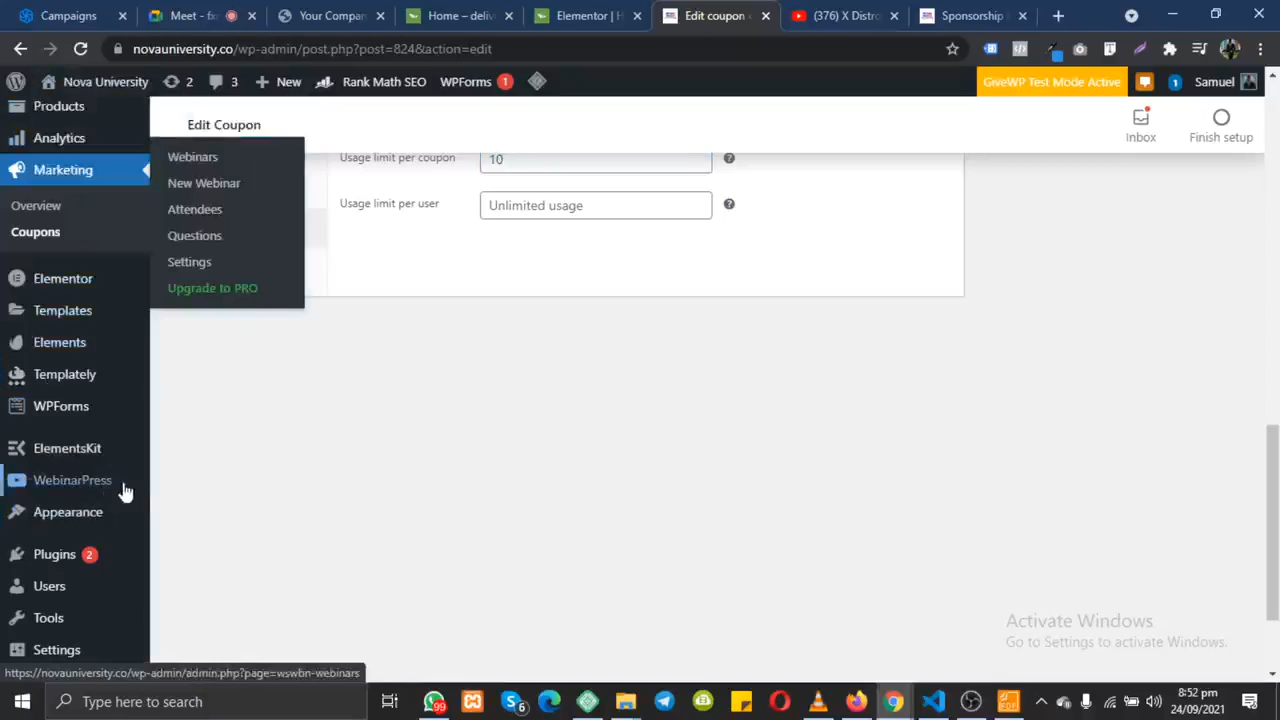 Campaigns
Meet - fxr
Your Compan
Home – deliv
Elementor | H
Edit coupon
(376) X Distro
Sponsorship
novauniversity.co/wp-admin/post.php?post=824&action=edit
Nova University
2
3
New
Rank Math SEO
WPForms
1
GiveWP Test Mode Active
1
Samuel
Products
Analytics
Marketing
Overview
Coupons
Elementor
Templates
Elements
Templately
WPForms
ElementsKit
WebinarPress
Appearance
Plugins 2
Users
Tools
Settings
Webinars
New Webinar
Attendees
Questions
Settings
Upgrade to PRO
Edit Coupon
Inbox
Finish setup
Usage limit per coupon
10
Usage limit per user
Unlimited usage
Activate Windows
Go to Settings to activate Windows.
https://novauniversity.co/wp-admin/admin.php?page=wswbn-webinars
Type here to search
99
6
8:52 pm
24/09/2021